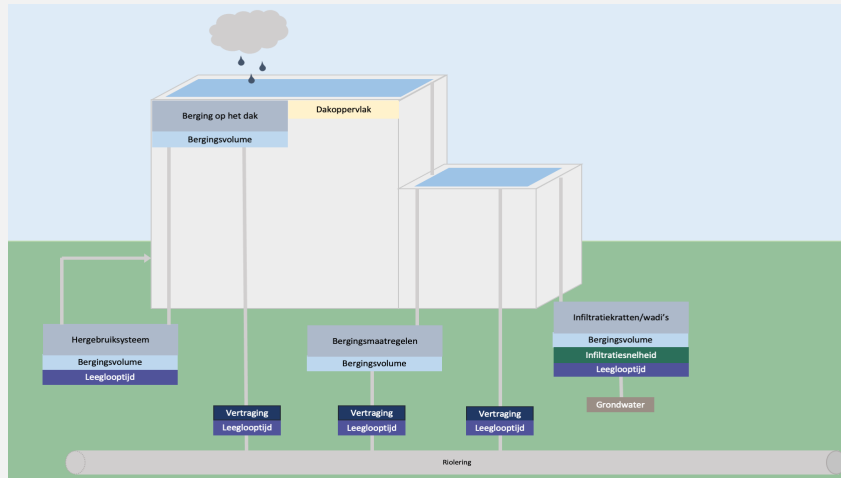 Berging op het dak
Dakoppervlak
Bergingsvolume
Hergebruiksysteem
Bergingsvolume
Leeglooptijd
Bergingsmaatregelen
Bergingsvolume
Infiltratiekratten/wadi's
Bergingsvolume
Infiltratiesnelheid
Leeglooptijd
Grondwater
Vertraging
Leeglooptijd
Vertraging
Leeglooptijd
Vertraging
Leeglooptijd
Riolering